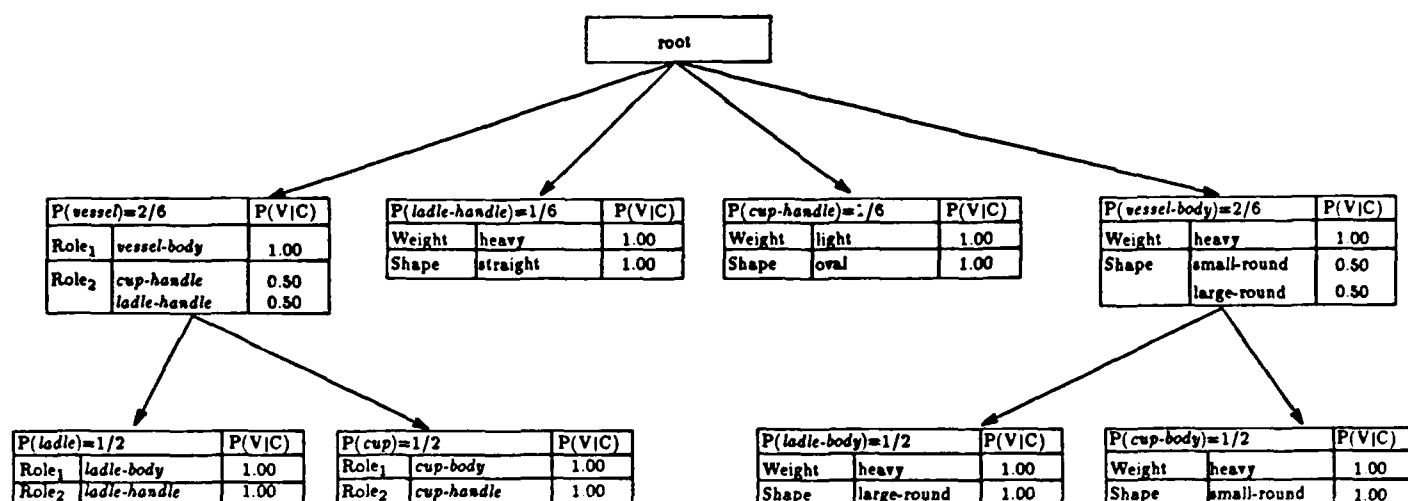 root
P(vessel)=2/6 P(V|C)
Role1 vessel-body 1.00
Role2 cup-handle 0.50
ladle-handle 0.50
P(ladle-handle)=1/6 P(V|C)
Weight heavy 1.00
Shape straight 1.00
P(cup-handle)=1/6 P(V|C)
Weight light 1.00
Shape oval 1.00
P(vessel-body)=2/6 P(V|C)
Weight heavy 1.00
Shape small-round 0.50
large-round 0.50
P(ladle)=1/2 P(V|C)
Role1 ladle-body 1.00
Role2 ladle-handle 1.00
P(cup)=1/2 P(V|C)
Role1 cup-body 1.00
Role2 cup-handle 1.00
P(ladle-body)=1/2 P(V|C)
Weight heavy 1.00
Shape large-round 1.00
P(cup-body)=1/2 P(V|C)
Weight heavy 1.00
Shape small-round 1.00